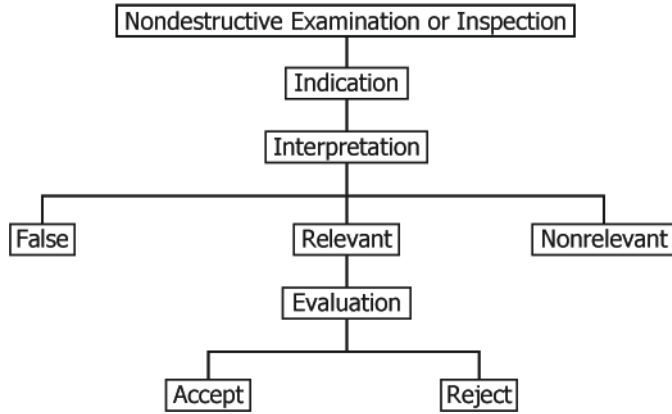 Nondestructive Examination or Inspection
Indication
Interpretation
False
Relevant
Nonrelevant
Evaluation
Accept
Reject